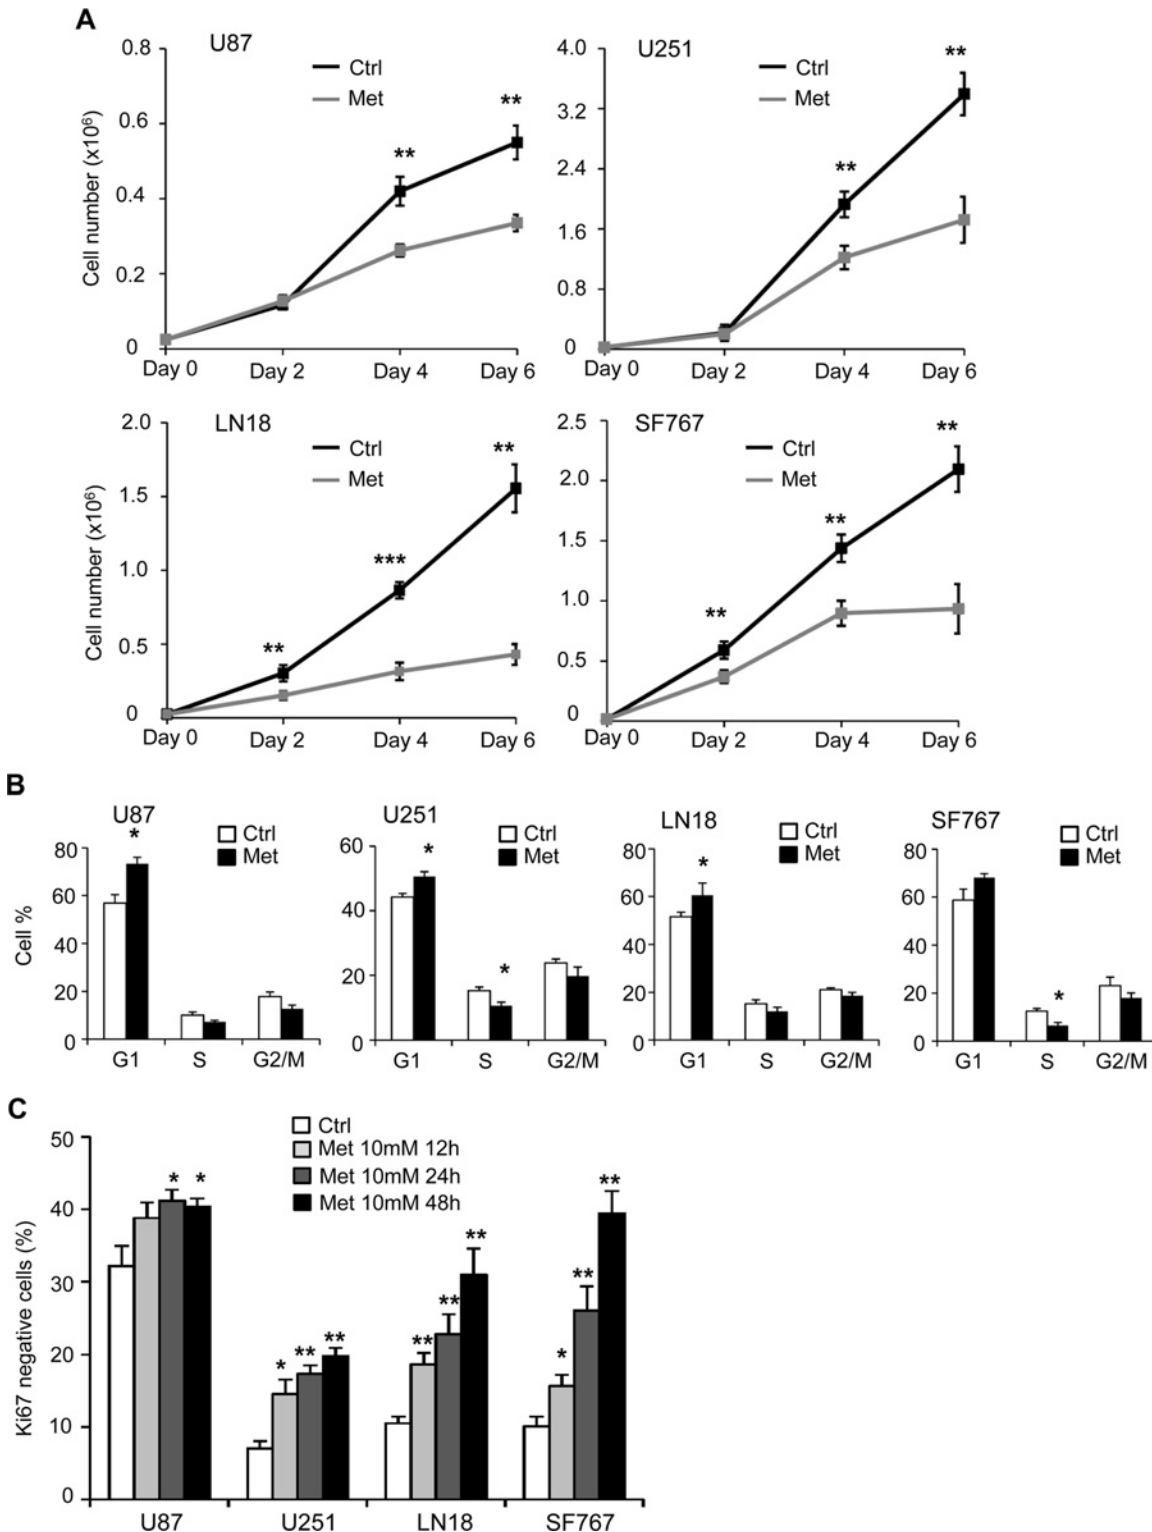 A
U87
Ctrl
Met
**
**
0.8
0.6
0.4
0.2
0
Cell number (x10⁶)
Day 0 Day 2 Day 4 Day 6
U251
Ctrl
Met
**
**
4.0
3.2
2.4
1.6
0.8
0
Day 0 Day 2 Day 4 Day 6
LN18
Ctrl
Met
**
***
**
2.0
1.5
1.0
0.5
0
Cell number (x10⁶)
Day 0 Day 2 Day 4 Day 6
SF767
Ctrl
Met
**
**
**
2.5
2.0
1.5
1.0
0.5
0
Day 0 Day 2 Day 4 Day 6
B
U87
*
Ctrl
Met
80
60
40
20
0
Cell %
G1 S G2/M
U251
*
*
Ctrl
Met
60
40
20
0
G1 S G2/M
LN18
*
Ctrl
Met
80
60
40
20
0
G1 S G2/M
SF767
*
Ctrl
Met
80
60
40
20
0
G1 S G2/M
C
Ctrl
Met 10mM 12h
Met 10mM 24h
Met 10mM 48h
50
40
30
20
10
0
Ki67 negative cells (%)
* *
* ** **
** ** **
* ** **
U87 U251 LN18 SF767